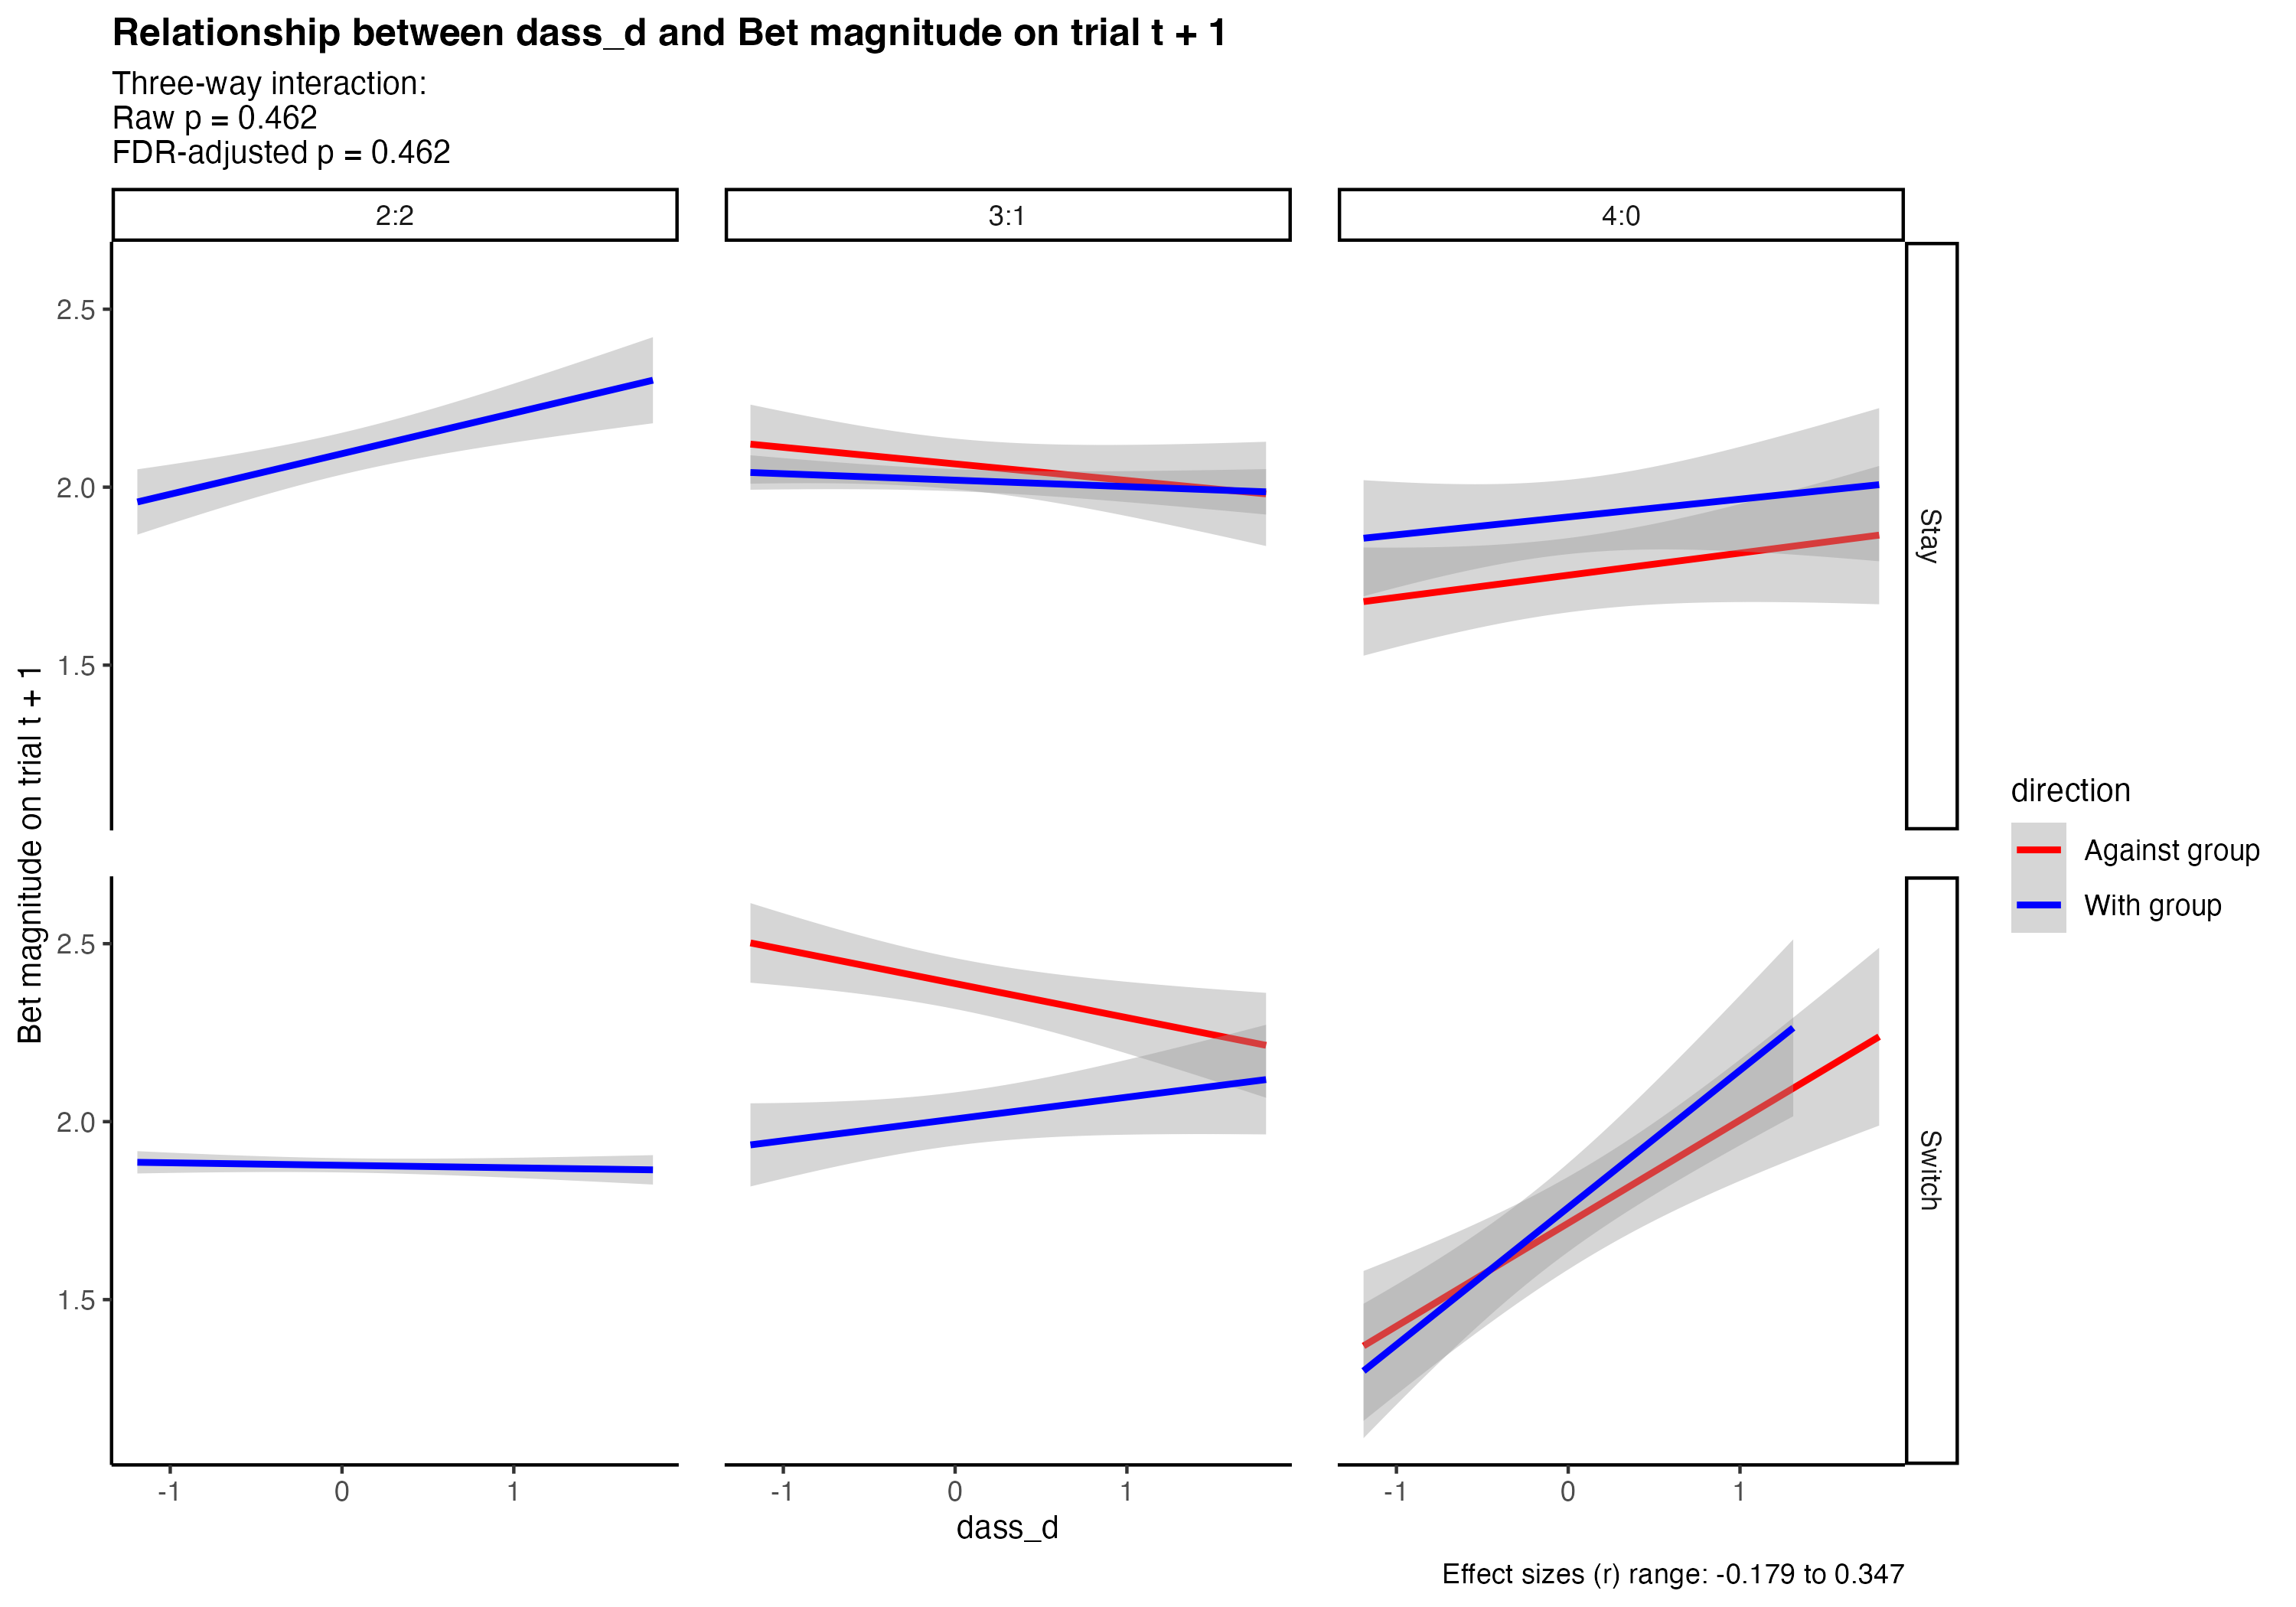 Relationship between dass_d and Bet magnitude on trial t + 1
Three-way interaction:
Raw p = 0.462
FDR-adjusted p = 0.462
2:2
3:1
4:0
2.5
2.0
1.5
Stay
Bet magnitude on trial t + 1
2.5
2.0
1.5
Switch
direction
Against group
With group
-1 0 1
-1 0 1
-1 0 1
dass_d
Effect sizes (r) range: -0.179 to 0.347